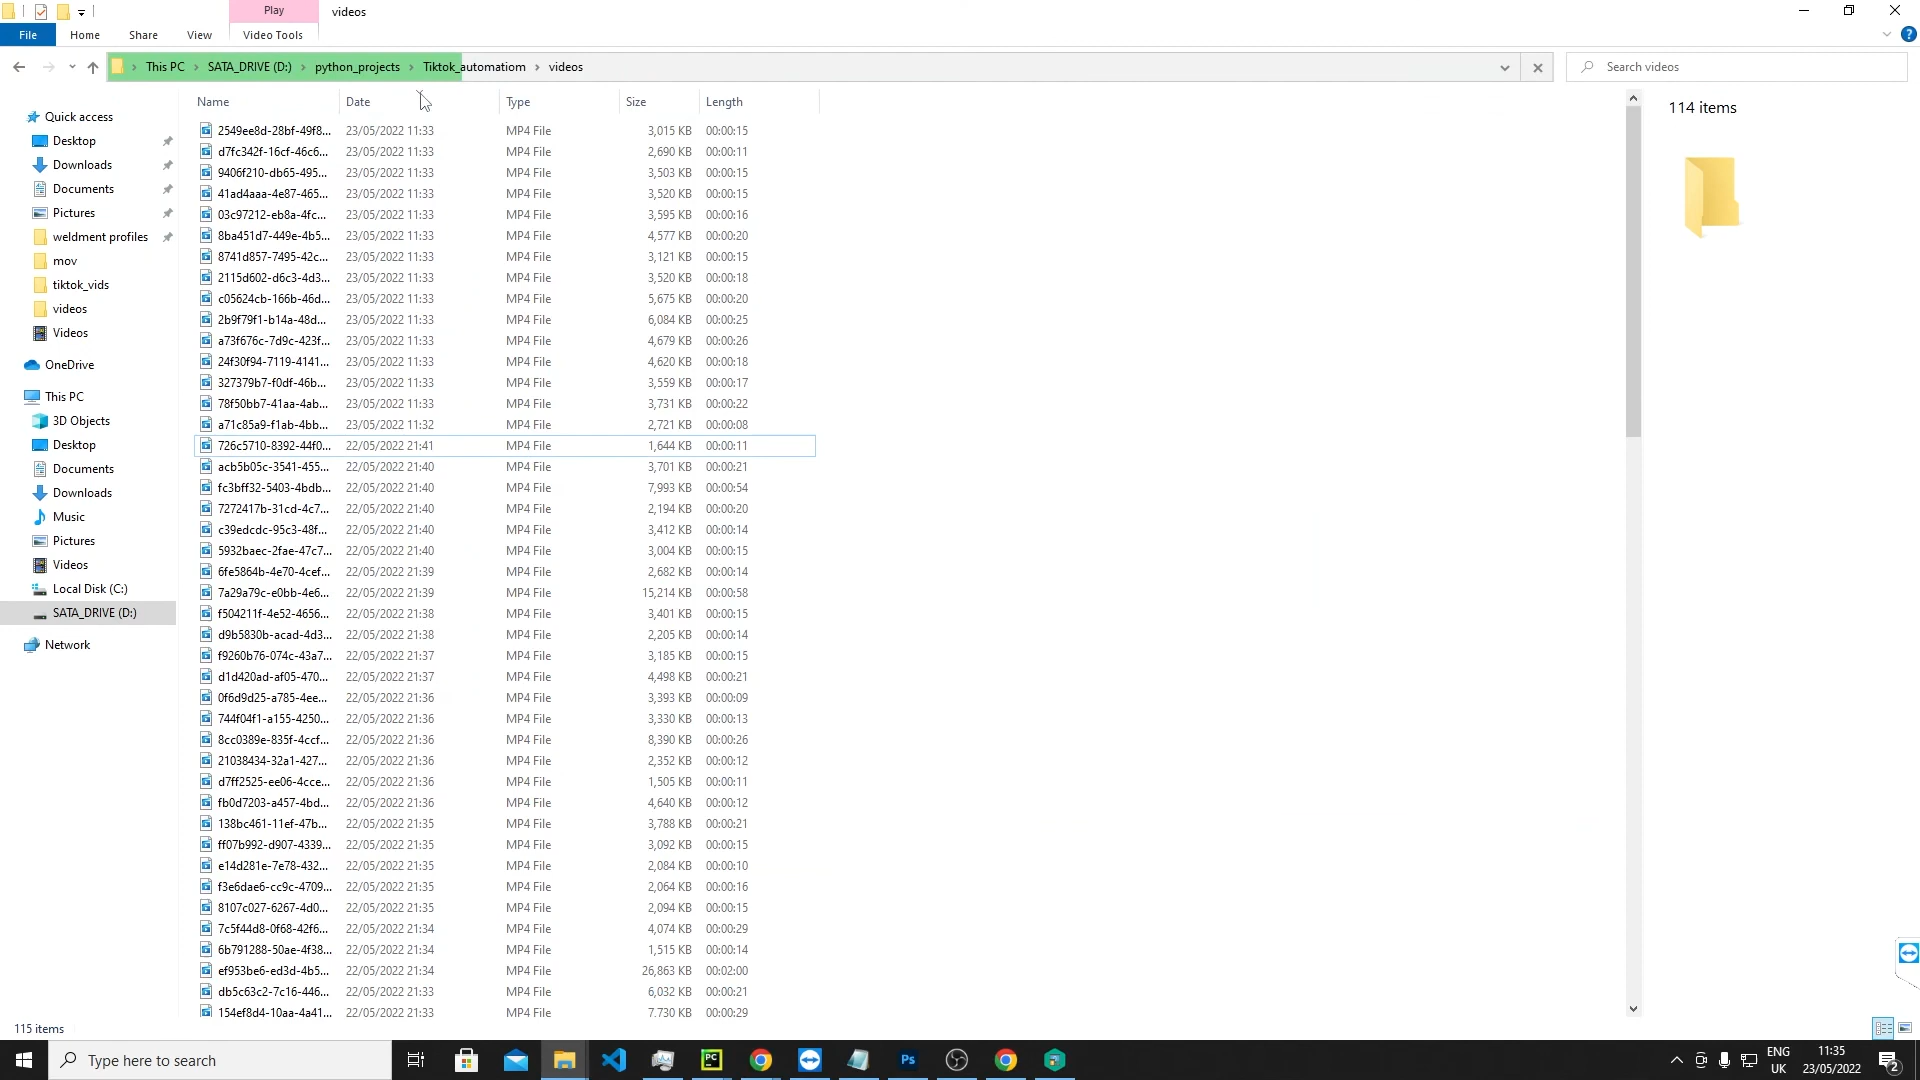 Play
videos
File
Home
Share
View
Video Tools
This PC
SATA_DRIVE (D:)
python_projects
Tiktok_automatiom
videos
Search videos
Name
Date
Type
Size
Length
114 items
Quick access
Desktop
Downloads
Documents
Pictures
weldment profiles
mov
tiktok_vids
videos
Videos
OneDrive
This PC
3D Objects
Desktop
Documents
Downloads
Music
Pictures
Videos
Local Disk (C:)
SATA_DRIVE (D:)
Network
2549ee8d-28bf-49f8... 23/05/2022 11:33 MP4 File 3,015 KB 00:00:15
d7fc342f-16cf-46c6... 23/05/2022 11:33 MP4 File 2,690 KB 00:00:11
9406f210-db65-495... 23/05/2022 11:33 MP4 File 3,503 KB 00:00:15
41ad4aaa-4e87-465... 23/05/2022 11:33 MP4 File 3,520 KB 00:00:15
03c97212-eb8a-4fc... 23/05/2022 11:33 MP4 File 3,595 KB 00:00:16
8ba451d7-449e-4b5... 23/05/2022 11:33 MP4 File 4,577 KB 00:00:20
8741d857-7495-42c... 23/05/2022 11:33 MP4 File 3,121 KB 00:00:15
2115d602-d6c3-4d3... 23/05/2022 11:33 MP4 File 3,520 KB 00:00:18
c05624cb-166b-46d... 23/05/2022 11:33 MP4 File 5,675 KB 00:00:20
2b9f79f1-b14a-48d... 23/05/2022 11:33 MP4 File 6,084 KB 00:00:25
a73f676c-7d9c-423f... 23/05/2022 11:33 MP4 File 4,679 KB 00:00:26
24f30f94-7119-4141... 23/05/2022 11:33 MP4 File 4,620 KB 00:00:18
327379b7-f0df-46b... 23/05/2022 11:33 MP4 File 3,559 KB 00:00:17
78f50bb7-41aa-4ab... 23/05/2022 11:33 MP4 File 3,731 KB 00:00:22
a71c85a9-f1ab-4bb... 23/05/2022 11:32 MP4 File 2,721 KB 00:00:08
726c5710-8392-44f0... 22/05/2022 21:41 MP4 File 1,644 KB 00:00:11
acb5b05c-3541-455... 22/05/2022 21:40 MP4 File 3,701 KB 00:00:21
fc3bff32-5403-4bdb... 22/05/2022 21:40 MP4 File 7,993 KB 00:00:54
7272417b-31cd-4c7... 22/05/2022 21:40 MP4 File 2,194 KB 00:00:20
c39edcdc-95c3-48f... 22/05/2022 21:40 MP4 File 3,412 KB 00:00:14
5932baec-2fae-47c7... 22/05/2022 21:40 MP4 File 3,004 KB 00:00:15
6fe5864b-4e70-4cef... 22/05/2022 21:39 MP4 File 2,682 KB 00:00:14
7a29a79c-e0bb-4e6... 22/05/2022 21:39 MP4 File 15,214 KB 00:00:58
f504211f-4e52-4656... 22/05/2022 21:38 MP4 File 3,401 KB 00:00:15
d9b5830b-acad-4d3... 22/05/2022 21:38 MP4 File 2,205 KB 00:00:14
f9260b76-074c-43a7... 22/05/2022 21:37 MP4 File 3,185 KB 00:00:15
d1d420ad-af05-470... 22/05/2022 21:37 MP4 File 4,498 KB 00:00:21
0f6d9d25-a785-4ee... 22/05/2022 21:36 MP4 File 3,393 KB 00:00:09
744f04f1-a155-4250... 22/05/2022 21:36 MP4 File 3,330 KB 00:00:13
8cc0389e-835f-4ccf... 22/05/2022 21:36 MP4 File 8,390 KB 00:00:26
21038434-32a1-427... 22/05/2022 21:36 MP4 File 2,352 KB 00:00:12
d7ff2525-ee06-4cce... 22/05/2022 21:36 MP4 File 1,505 KB 00:00:11
fb0d7203-a457-4bd... 22/05/2022 21:36 MP4 File 4,640 KB 00:00:12
138bc461-11ef-47b... 22/05/2022 21:35 MP4 File 3,788 KB 00:00:21
ff07b992-d907-4339... 22/05/2022 21:35 MP4 File 3,092 KB 00:00:15
e14d281e-7e78-432... 22/05/2022 21:35 MP4 File 2,084 KB 00:00:10
f3e6dae6-cc9c-4709... 22/05/2022 21:35 MP4 File 2,064 KB 00:00:16
8107c027-6267-4d0... 22/05/2022 21:35 MP4 File 2,094 KB 00:00:15
7c5f44d8-0f68-42f6... 22/05/2022 21:34 MP4 File 4,074 KB 00:00:29
6b791288-50ae-4f38... 22/05/2022 21:34 MP4 File 1,515 KB 00:00:14
ef953be6-ed3d-4b5... 22/05/2022 21:34 MP4 File 26,863 KB 00:02:00
db5c63c2-7c16-446... 22/05/2022 21:33 MP4 File 6,032 KB 00:00:21
154ef8d4-10aa-4a41... 22/05/2022 21:33 MP4 File 7,730 KB 00:00:29
115 items
Type here to search
PC
Ps
ENG
UK
11:35
23/05/2022
2